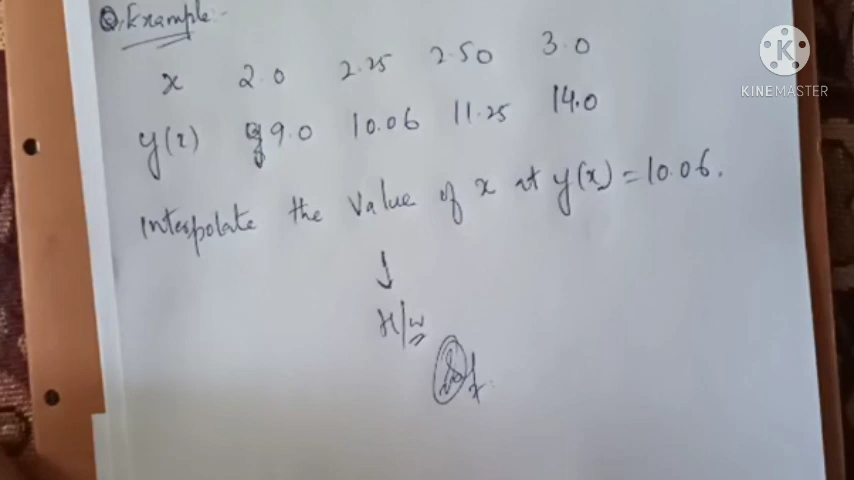 Q. Example:-
KINEMASTER
x 2.0 2.25 2.50 3.0
y(x) 9.0 10.06 11.25 14.0
Interpolate the value of x at y(x) = 10.06.
H/w